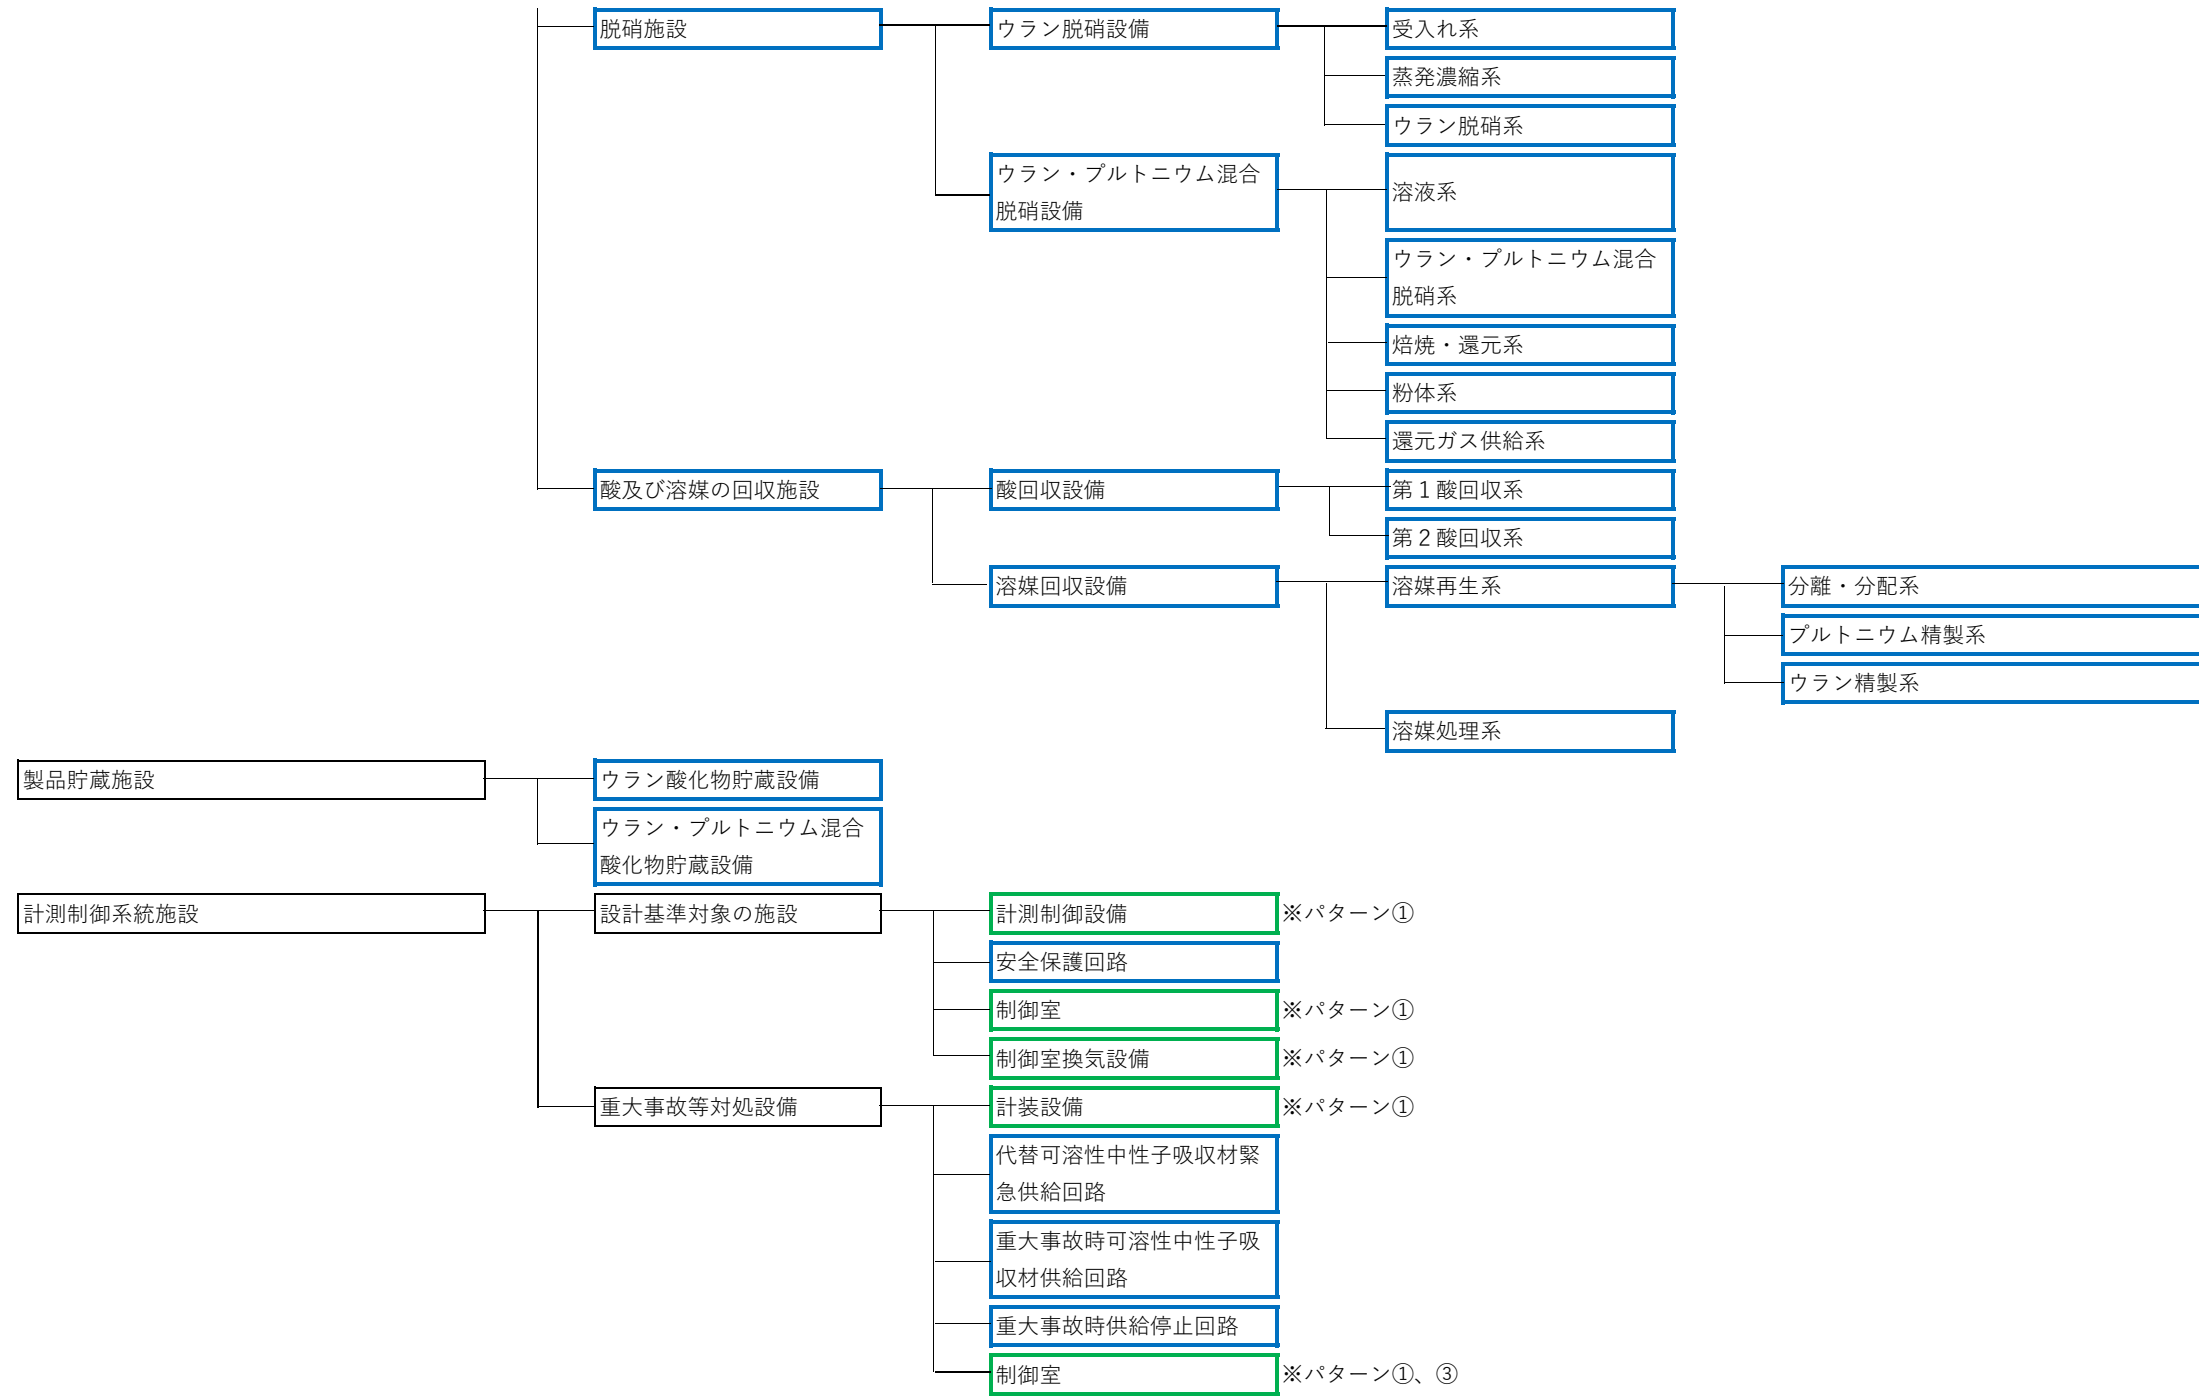 脱硝施設
ウラン脱硝設備
受入れ系
蒸発濃縮系
ウラン脱硝系
ウラン・プルトニウム混合
脱硝設備
溶液系
ウラン・プルトニウム混合
脱硝系
焙焼・還元系
粉体系
還元ガス供給系
酸及び溶媒の回収施設
酸回収設備
第１酸回収系
第２酸回収系
溶媒回収設備
溶媒再生系
分離・分配系
プルトニウム精製系
ウラン精製系
溶媒処理系
製品貯蔵施設
ウラン酸化物貯蔵設備
ウラン・プルトニウム混合
酸化物貯蔵設備
計測制御系統施設
設計基準対象の施設
計測制御設備
※パターン①
安全保護回路
制御室
※パターン①
制御室換気設備
※パターン①
重大事故等対処設備
計装設備
※パターン①
代替可溶性中性子吸収材緊
急供給回路
重大事故時可溶性中性子吸
収材供給回路
重大事故時供給停止回路
制御室
※パターン①、③